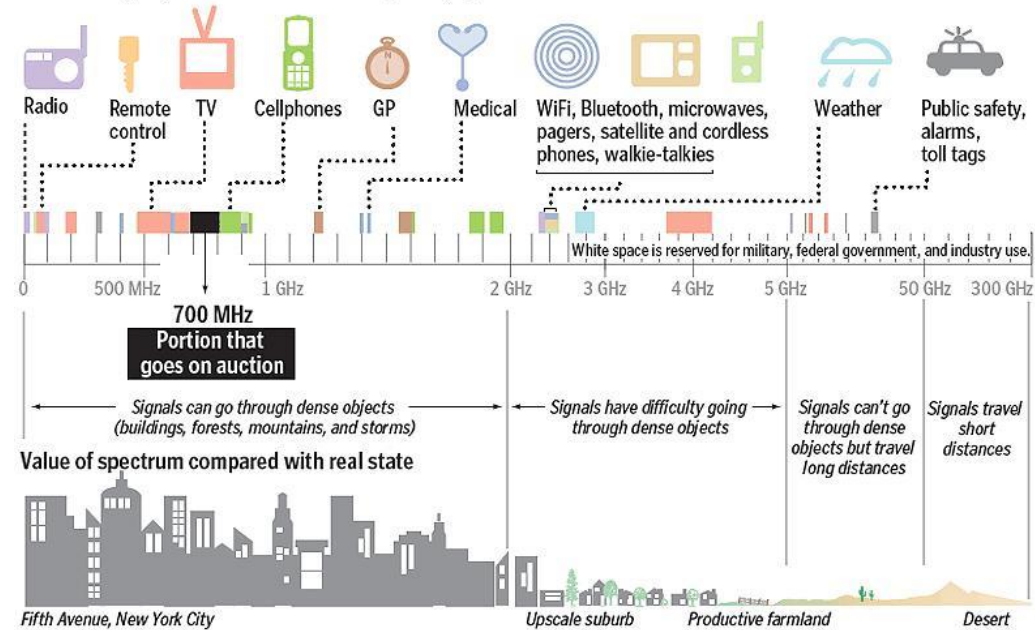 Radio
Remote
control
TV
Cellphones
GP
Medical
WiFi, Bluetooth, microwaves,
pagers, satellite and cordless
phones, walkie-talkies
Weather
Public safety,
alarms,
toll tags
N
White space is reserved for military, federal government, and industry use.
0
500 MHz
1 GHz
2 GHz
3 GHz
4 GHz
5 GHz
50 GHz
300 GHz
700 MHz
Portion that
goes on auction
Signals can go through dense objects
(buildings, forests, mountains, and storms)
Signals have difficulty going
through dense objects
Signals can't go
through dense
objects but travel
long distances
Signals travel
short
distances
Value of spectrum compared with real state
Fifth Avenue, New York City
Upscale suburb
Productive farmland
Desert